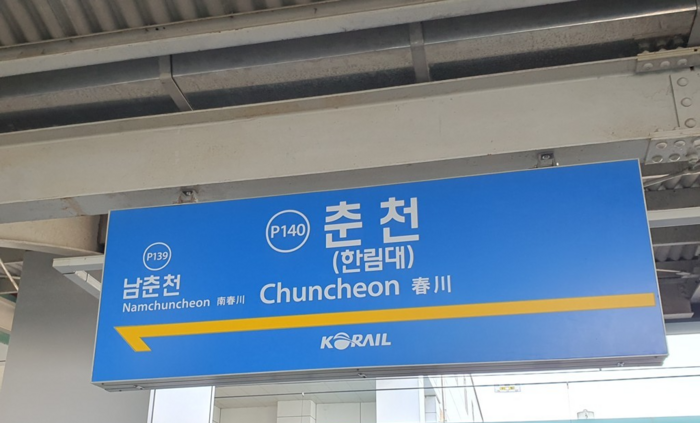 P139
남춘천
Namchuncheon 南春川
P140 춘천
(한림대)
Chuncheon 春川
KORAIL